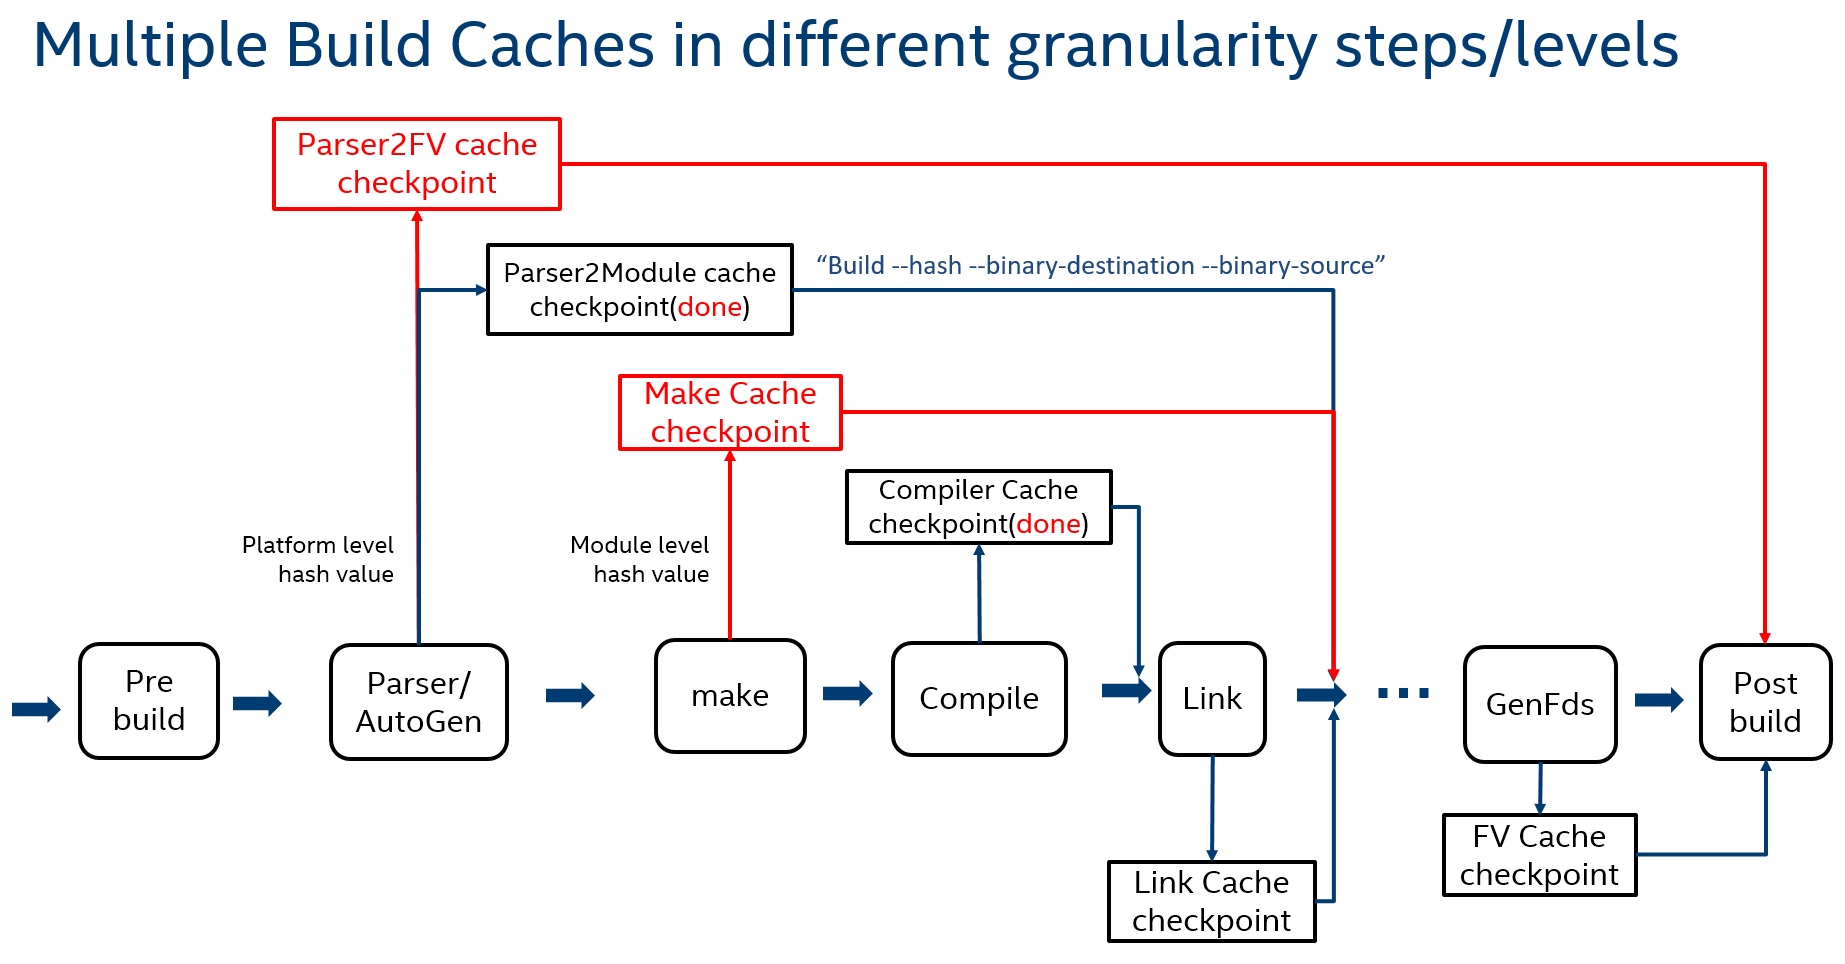 Multiple Build Caches in different granularity steps/levels
Parser2FV cache
checkpoint
Parser2Module cache
checkpoint(done)
“Build --hash --binary-destination --binary-source”
Make Cache
checkpoint
Compiler Cache
checkpoint(done)
Platform level
hash value
Module level
hash value
Pre
build
Parser/
AutoGen
make
Compile
Link
...
GenFds
Post
build
Link Cache
checkpoint
FV Cache
checkpoint